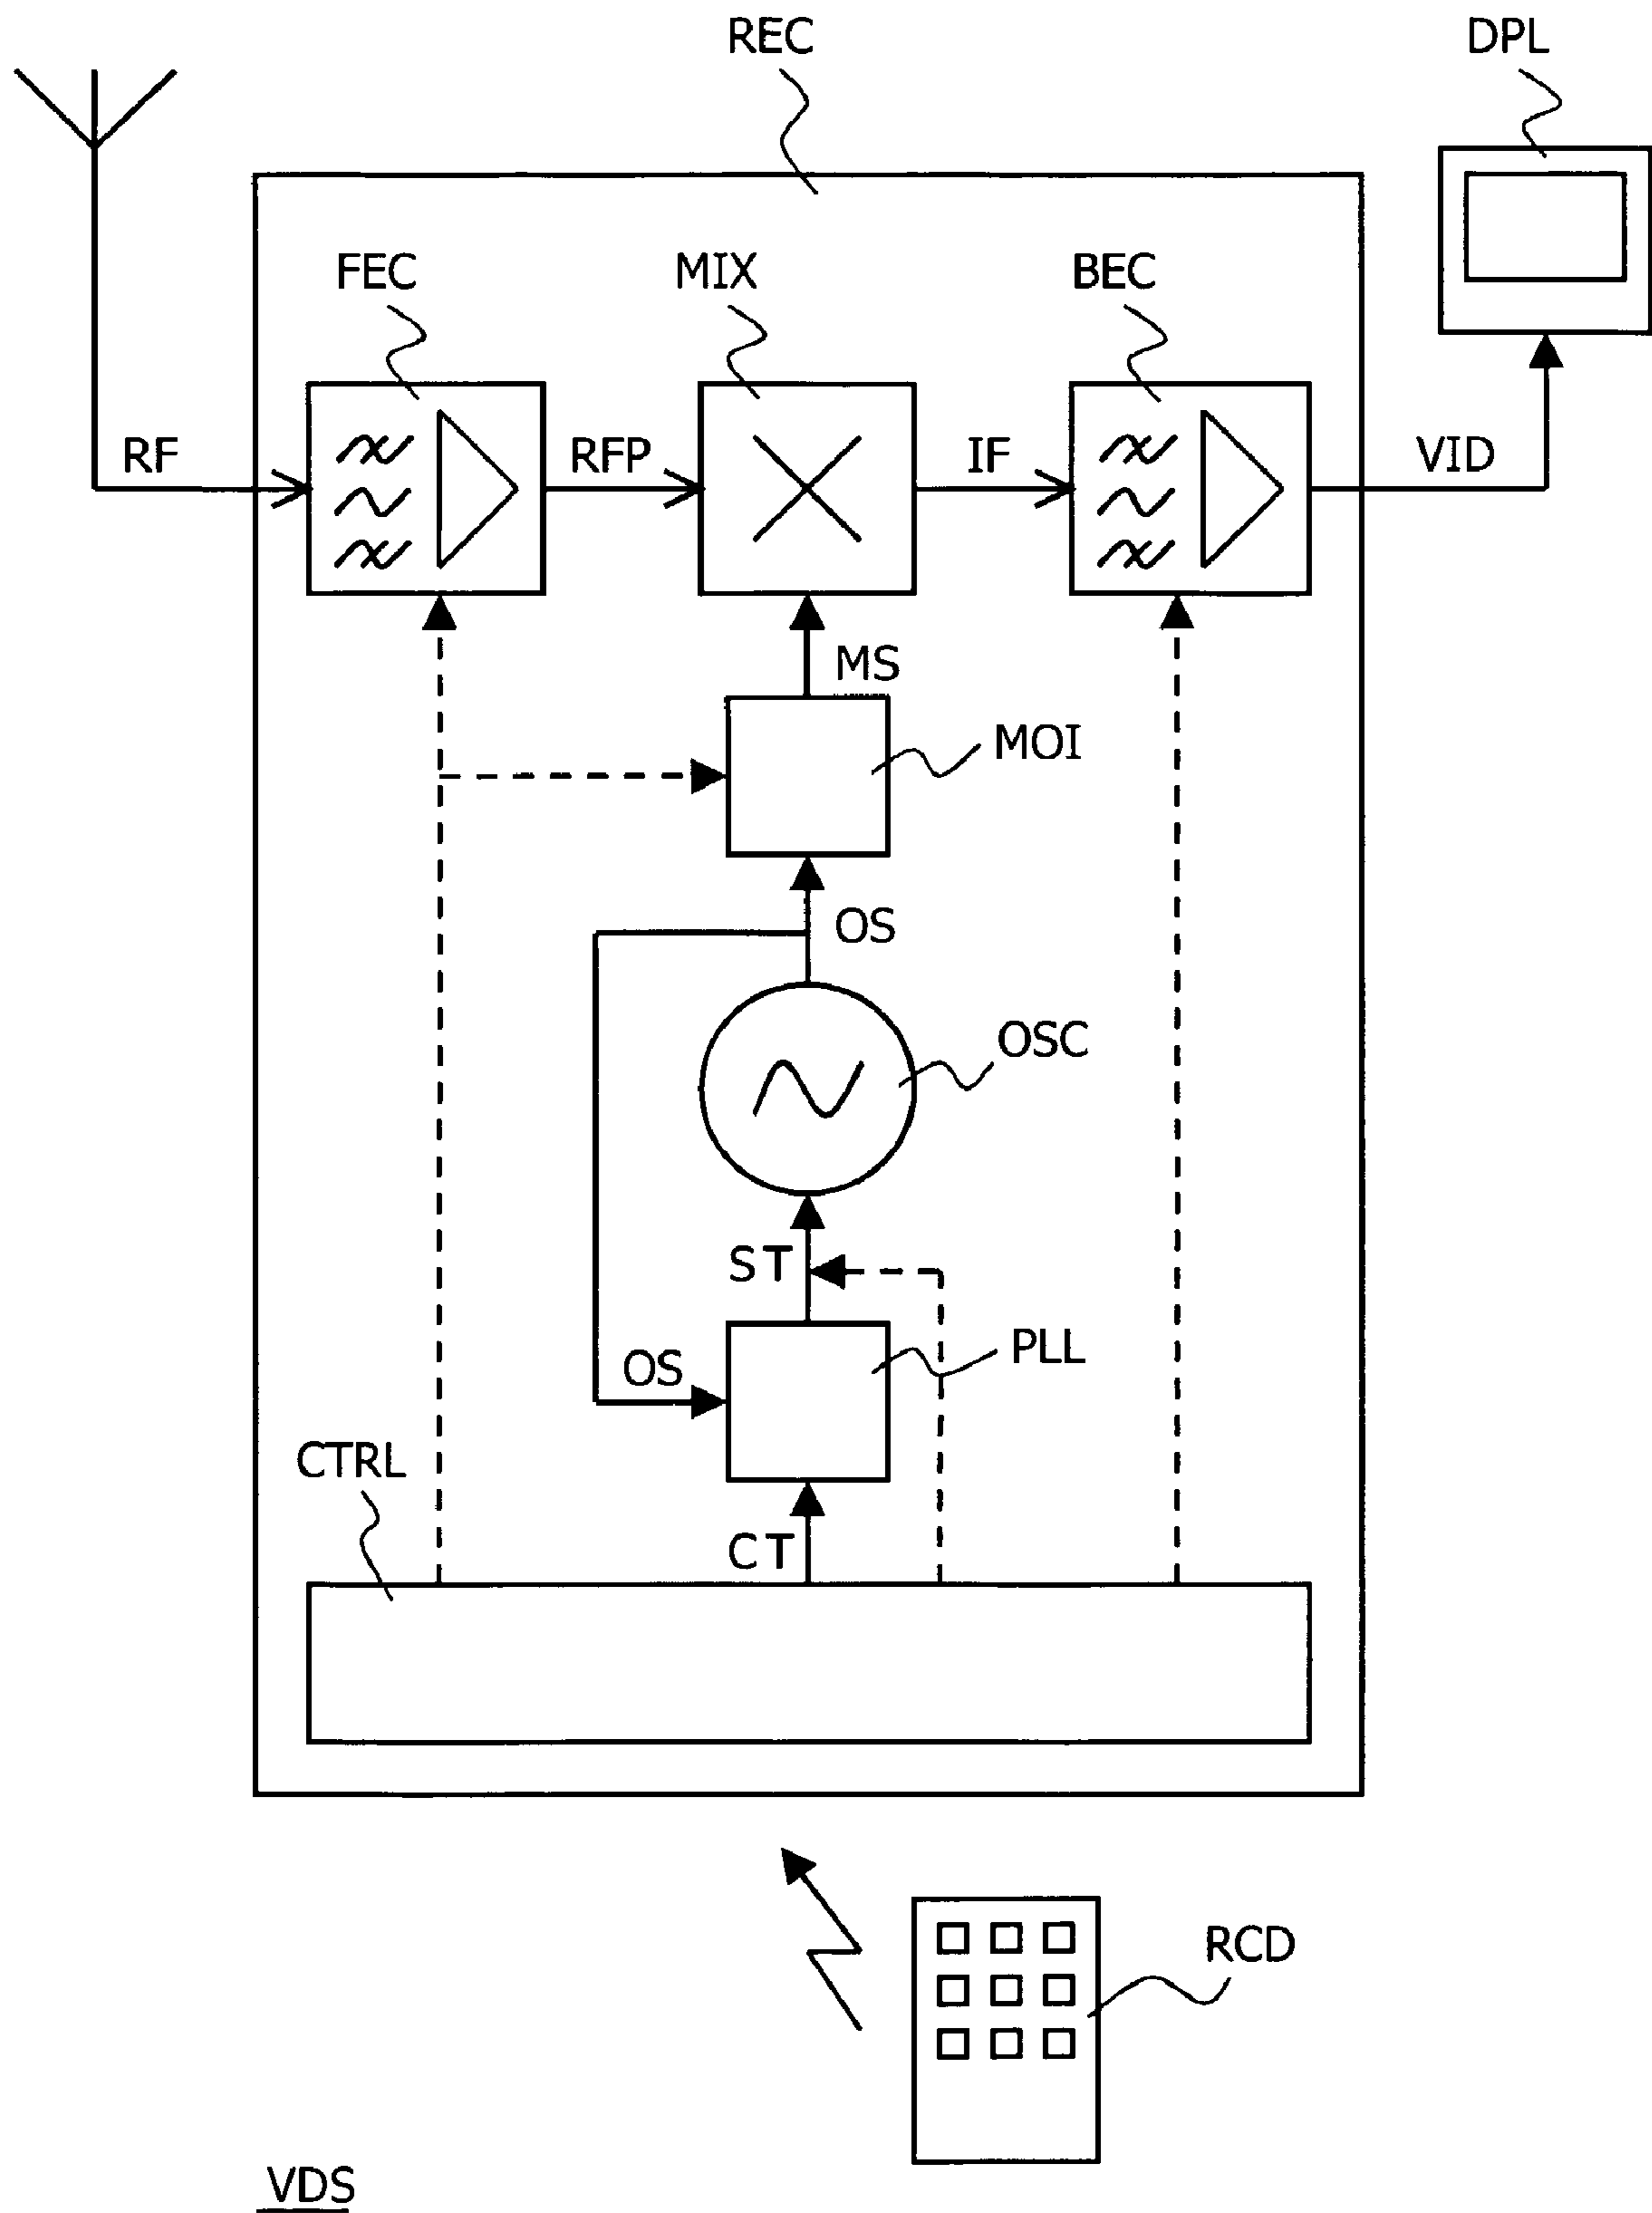 REC
DPL
FEC
MIX
BEC
RF
RFP
IF
VID
MS
MOI
OS
OSC
ST
PLL
OS
CTRL
CT
RCD
VDS